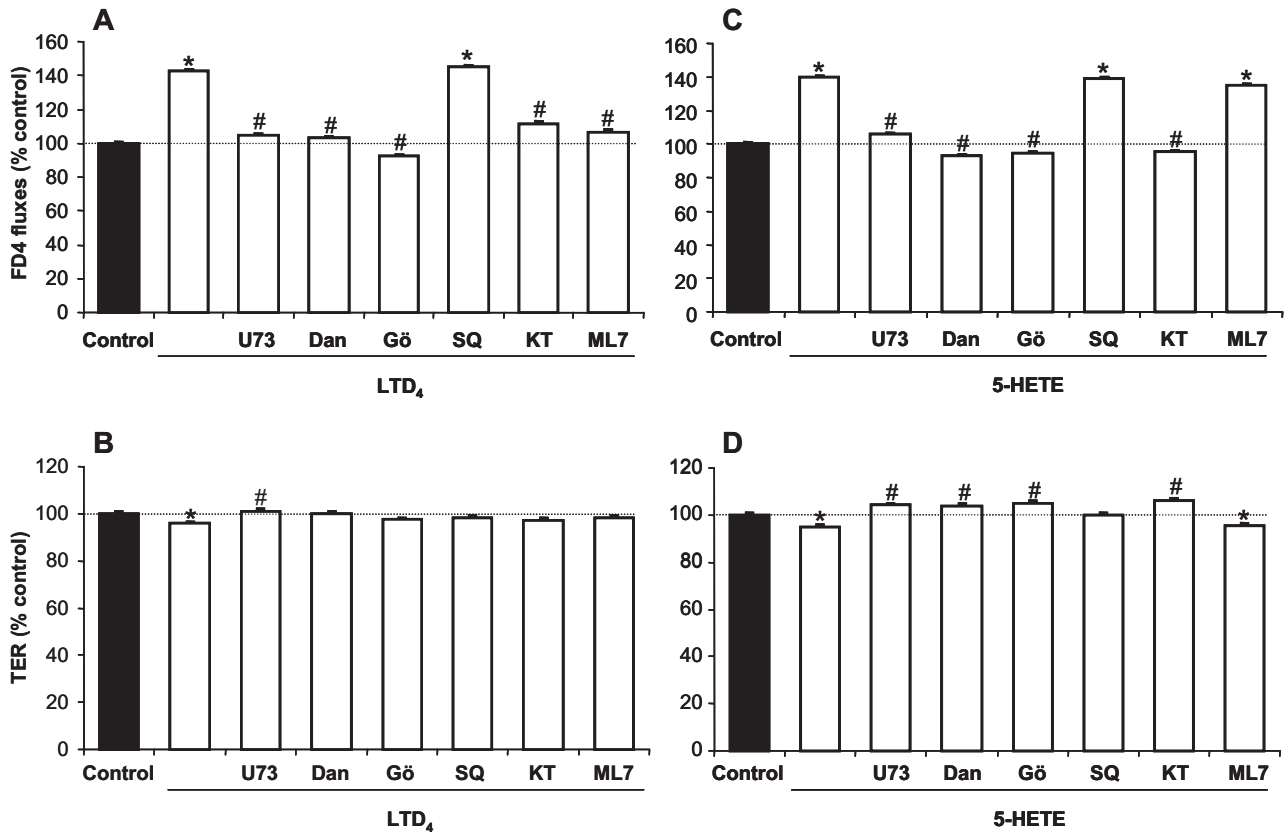 A
FD4 fluxes (% control)
160
140
120
100
80
60
40
20
0
* # # # * # #
Control U73 Dan Gö SQ KT ML7
LTD4
C
160
140
120
100
80
60
40
20
0
* # # # * # *
Control U73 Dan Gö SQ KT ML7
5-HETE
B
TER (% control)
120
100
80
60
40
20
0
* #
Control U73 Dan Gö SQ KT ML7
LTD4
D
120
100
80
60
40
20
0
* # # # # *
Control U73 Dan Gö SQ KT ML7
5-HETE